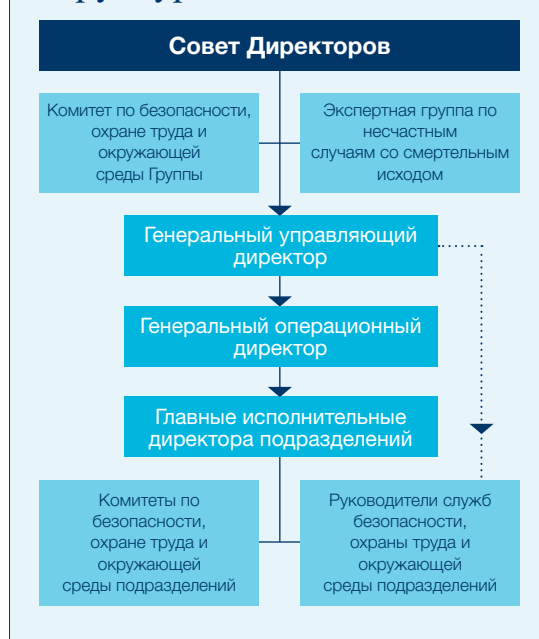 Совет Директоров
Комитет по безопасности,
охране труда и
окружающей
среды Группы
Экспертная группа по
несчастным
случаям со смертельным
исходом
Генеральный управляющий
директор
Генеральный операционный
директор
Главные исполнительные
директора подразделений
Комитеты по
безопасности,
охране труда и
окружающей
среды подразделений
Руководители служб
безопасности,
охраны труда и
окружающей
среды подразделений